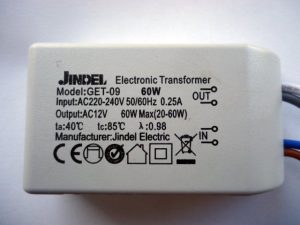 JINDEL Electronic Transformer
Model:GET-09 60W
Input:AC220-240V 50/60Hz 0.25A
Output:AC12V 60W Max(20-60W)
ta:40℃ tc:85℃ λ:0.98
Manufacturer:Jindel Electric
CE
OUT
IN